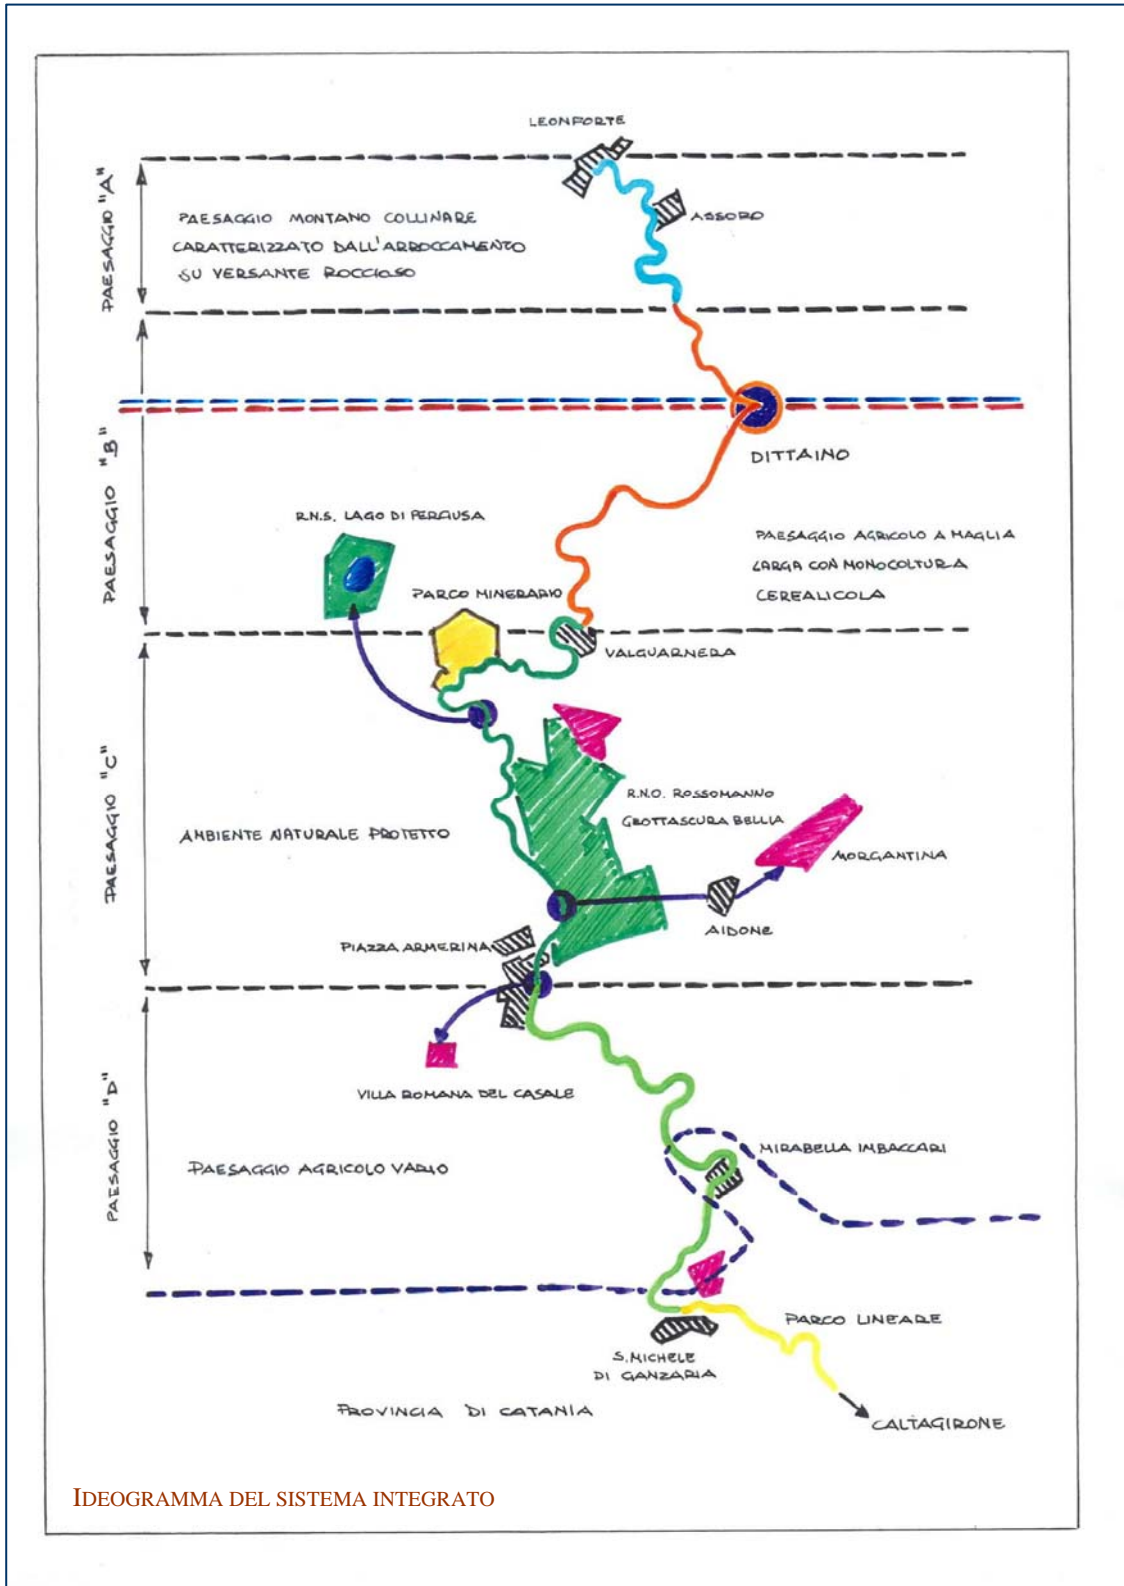 LEONFORTE
PAESAGGIO "A"
PAESAGGIO MONTANO COLLINARE
CARATTERIZZATO DALL'ARROCCAMENTO
SU VERSANTE ROCCIOSO
ASSORO
PAESAGGIO "B"
DITTAINO
R.N.S. LAGO DI PERGUSA
PAESAGGIO AGRICOLO A MAGLIA
LARGA CON MONOCOLTURA
CEREALICOLA
PARCO MINERARIO
VALGUARNERA
PAESAGGIO "C"
R.N.O. ROSSOMANNO
GROTTASCURA BELLIA
AMBIENTE NATURALE PROTETTO
MORGANTINA
AIDONE
PIAZZA ARMERINA
PAESAGGIO "D"
VILLA ROMANA DEL CASALE
MIRABELLA IMBACCARI
PAESAGGIO AGRICOLO VARIO
PARCO LINEARE
S.MICHELE
DI GANZARIA
PROVINCIA DI CATANIA
CALTAGIRONE
IDEOGRAMMA DEL SISTEMA INTEGRATO